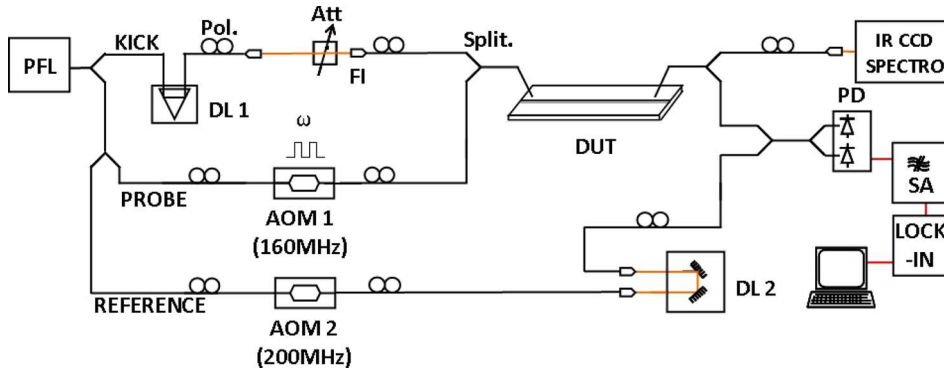 Att
KICK
Pol.
Split.
PFL
FI
IR CCD
SPECTRO
DL 1
PD
ω
DUT
SA
PROBE
AOM 1
(160MHz)
LOCK
-IN
REFERENCE
DL 2
AOM 2
(200MHz)